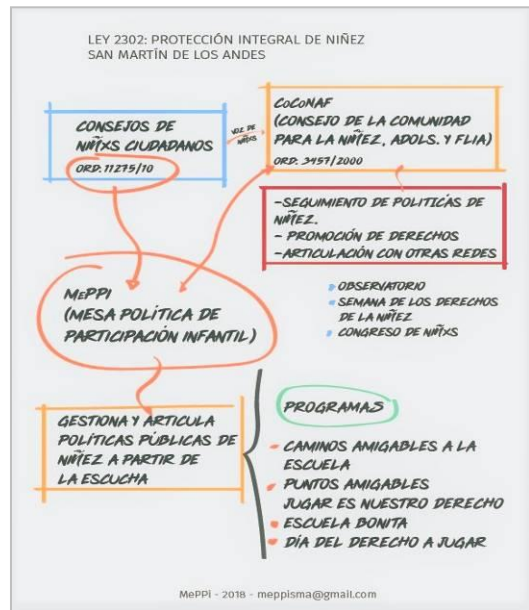 LEY 2302: PROTECCIÓN INTEGRAL DE NIÑEZ
SAN MARTÍN DE LOS ANDES
CONSEJOS DE
NIÑXS CIUDADANOS
ORD: 11275/10
VOZ DE
NIÑXS
CoCoNAF
(CONSEJO DE LA COMUNIDAD
PARA LA NIÑEZ, ADOLS. Y FLIA)
ORD: 3457/2000
-SEGUIMIENTO DE POLITÍCAS DE
NIÑEZ.
- PROMOCIÓN DE DERECHOS
-ARTICULACIÓN CON OTRAS REDES
OBSERVATORIO
SEMANA DE LOS DERECHOS
DE LA NIÑEZ
CONGRESO DE NIÑXS
MePPI
(MESA POLÍTICA DE
PARTICIPACIÓN INFANTIL)
GESTIONA Y ARTICULA
POLÍTICAS PÚBLICAS DE
NIÑEZ A PARTIR DE
LA ESCUCHA
PROGRAMAS
- CAMINOS AMIGABLES A LA
ESCUELA
PUNTOS AMIGABLES
JUGAR ES NUESTRO DERECHO
ESCUELA BONITA
DÍA DEL DERECHO A JUGAR
MePPi - 2018 - meppisma@gmail.com